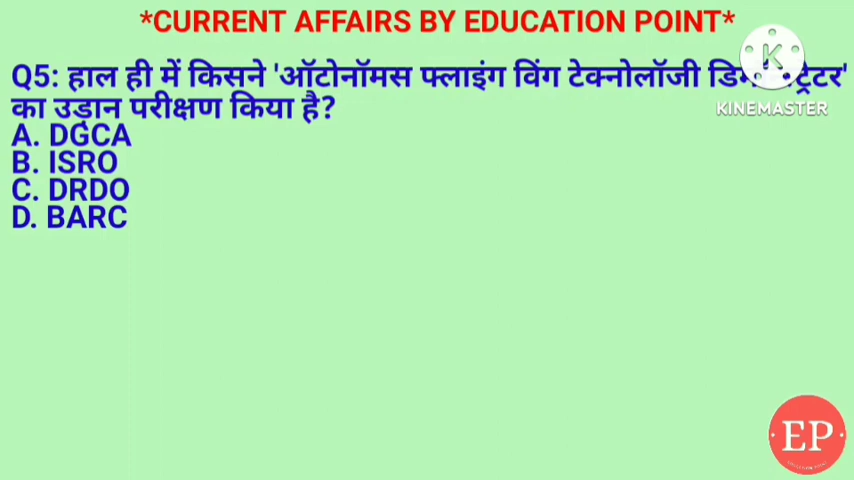 *CURRENT AFFAIRS BY EDUCATION POINT*
Q5: हाल ही में किसने 'ऑटोनॉमस फ्लाइंग विंग टेक्नोलॉजी
का उड़ान परीक्षण किया है?
A. DGCA
B. ISRO
C. DRDO
D. BARC
KINEMASTER
EP